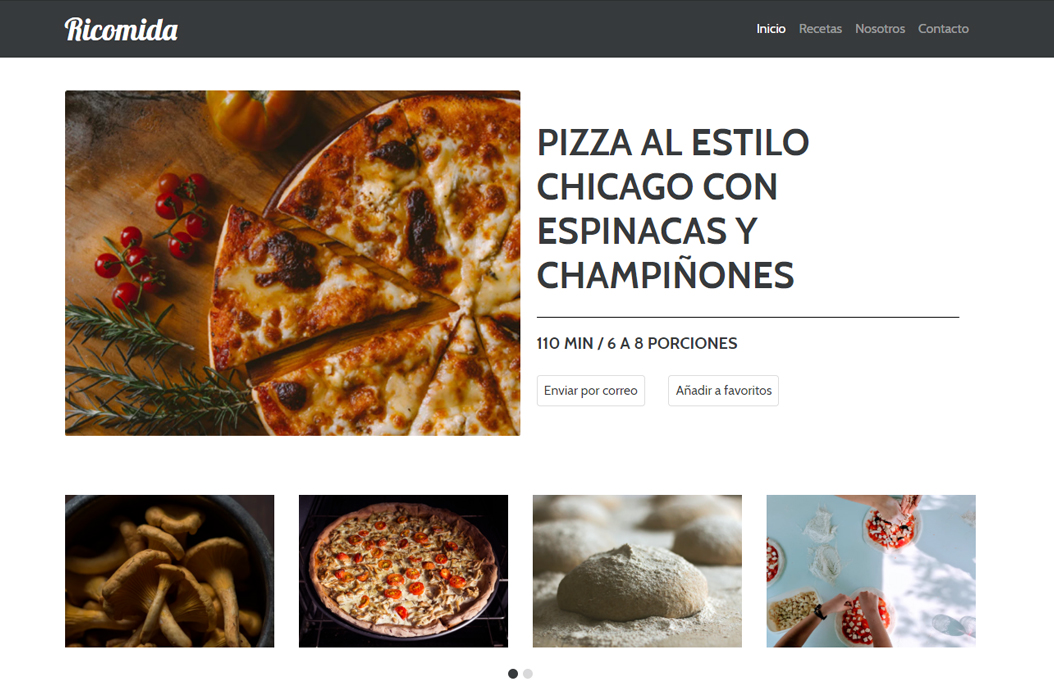 Ricomida
Inicio Recetas Nosotros Contacto
PIZZA AL ESTILO
CHICAGO CON
ESPINACAS Y
CHAMPIÑONES
110 MIN / 6 A 8 PORCIONES
Enviar por correo Añadir a favoritos